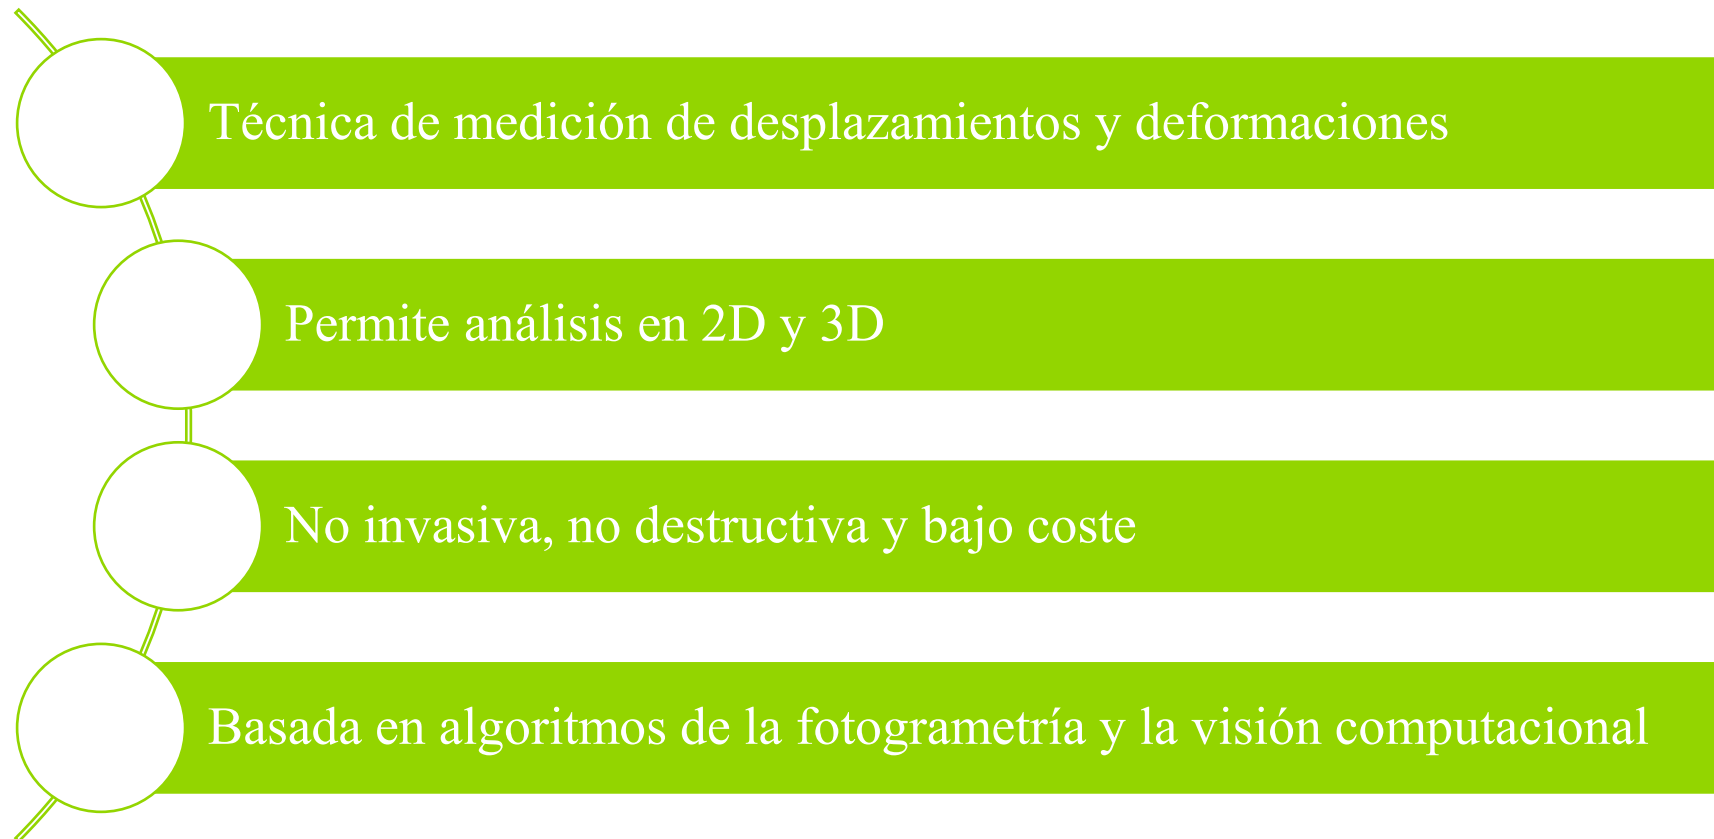 Técnica de medición de desplazamientos y deformaciones
Permite análisis en 2D y 3D
No invasiva, no destructiva y bajo coste
Basada en algoritmos de la fotogrametría y la visión computacional